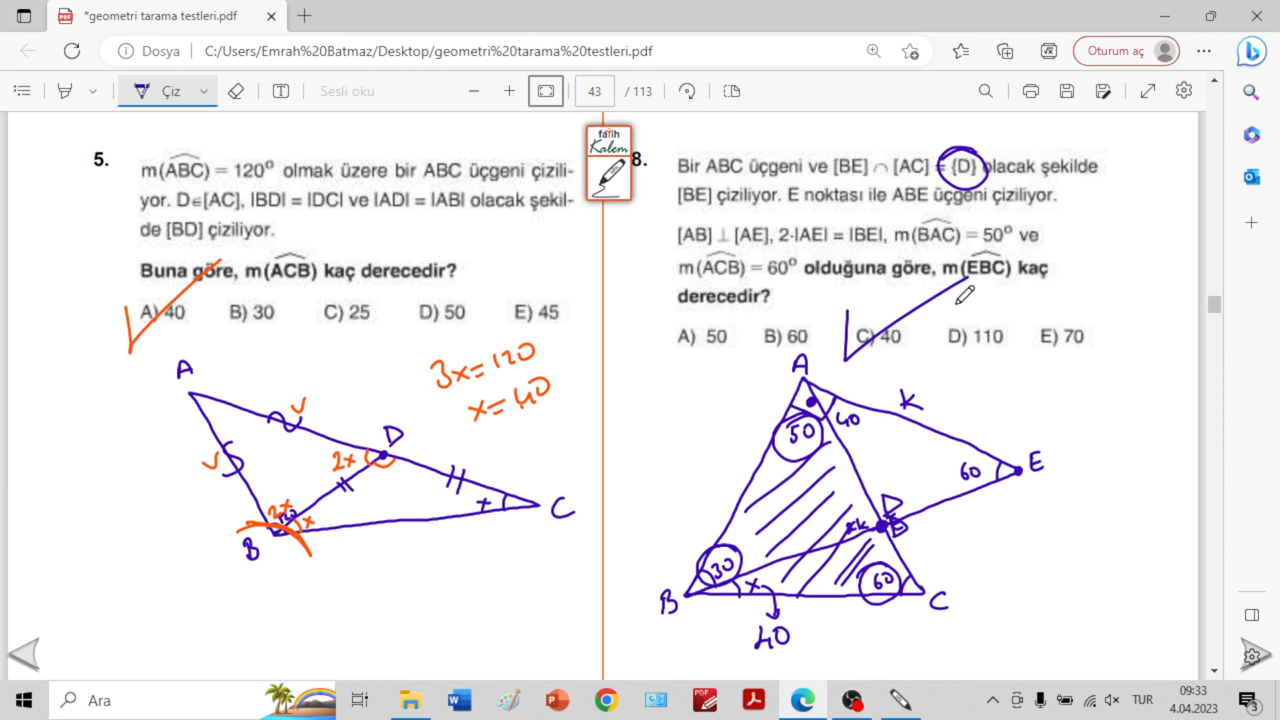 *geometri tarama testleri.pdf
Dosya
C:/Users/Emrah%20Batmaz/Desktop/geometri%20tarama%20testleri.pdf
Oturum aç
Çiz
Sesli oku
43
/ 113
fatih
Kalem
5.
m(ABC) = 120° olmak üzere bir ABC üçgeni çizili-
yor. D∈[AC], |BD| = |DC| ve |AD| = |AB| olacak şekil-
de [BD] çiziliyor.
Buna göre, m(ACB) kaç derecedir?
A) 40 B) 30 C) 25 D) 50 E) 45
3x=120
x=40
A
D
2x
2x
120
x
x
B
C
8.
Bir ABC üçgeni ve [BE] ∩ [AC] = {D} olacak şekilde
[BE] çiziliyor. E noktası ile ABE üçgeni çiziliyor.
[AB] ⊥ [AE], 2·|AE| = |BE|, m(BAC) = 50° ve
m(ACB) = 60° olduğuna göre, m(EBC) kaç
derecedir?
A) 50 B) 60 C) 40 D) 110 E) 70
A
K
50
40
60
E
D
2k
30
x
60
B
C
40
Ara
W
P
PDF
TUR
09:33
4.04.2023
3